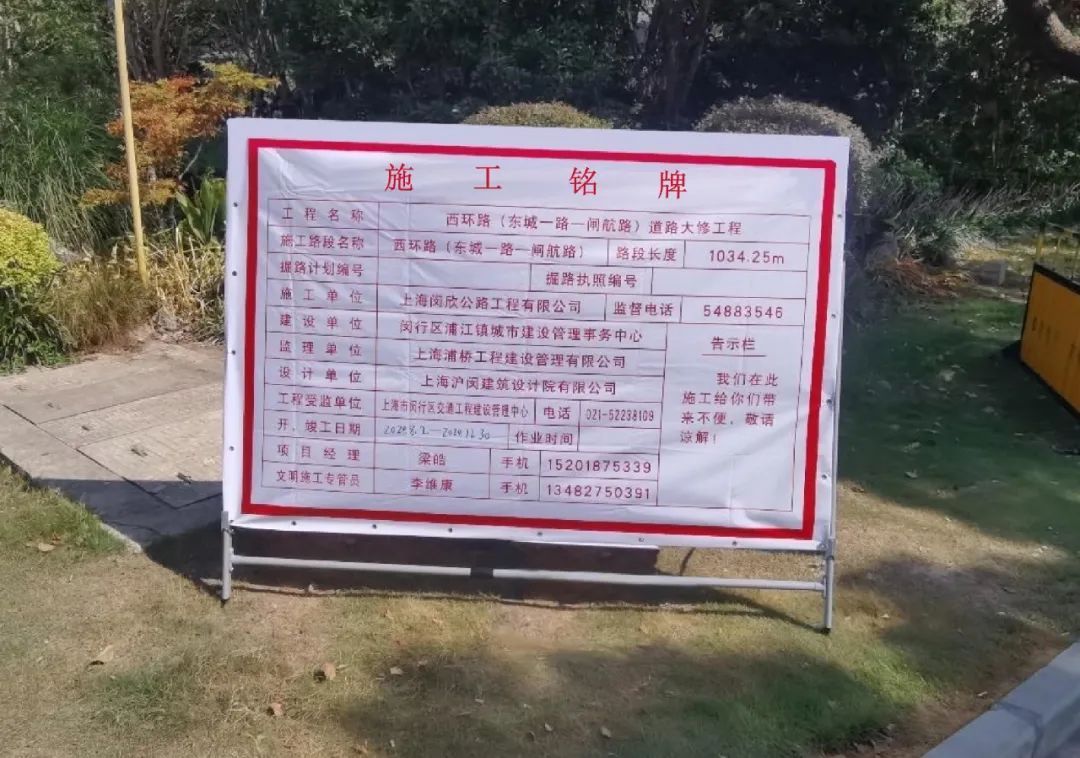 施工铭牌
工程名称 西环路（东城一路—闸航路）道路大修工程
施工路段名称 西环路（东城一路—闸航路） 路段长度 1034.25m
掘路计划编号 掘路执照编号
施工单位 上海闵欣公路工程有限公司 监督电话 54883546
建设单位 闵行区浦江镇城市建设管理事务中心
监理单位 上海浦桥工程建设管理有限公司
设计单位 上海沪闵建筑设计院有限公司
工程受监单位 上海市闵行区交通工程建设管理中心 电话 021-52238109
开、竣工日期 作业时间
项目经理 梁皓 手机 15201875339
文明施工专管员 李维康 手机 13482750391
告示栏
我们在此
施工给你们带
来不便，敬请
谅解！